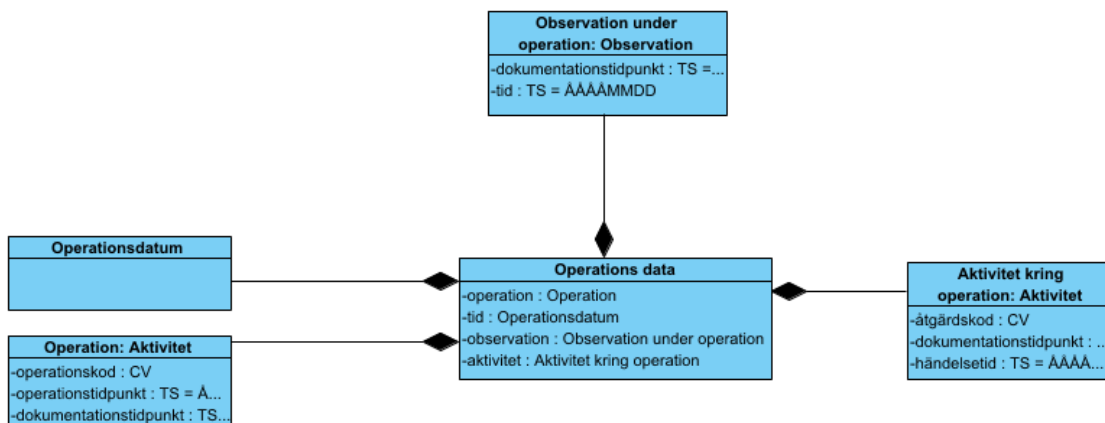 Observation under
operation: Observation
-dokumentationstidpunkt : TS =...
-tid : TS = ÅÅÅÅMMDD
Operationsdatum
Operation: Aktivitet
-operationskod : CV
-operationstidpunkt : TS = Å...
-dokumentationstidpunkt : TS...
Operations data
-operation : Operation
-tid : Operationsdatum
-observation : Observation under operation
-aktivitet : Aktivitet kring operation
Aktivitet kring
operation: Aktivitet
-åtgärdskod : CV
-dokumentationstidpunkt : ...
-händelsetid : TS = ÅÅÅÅ...